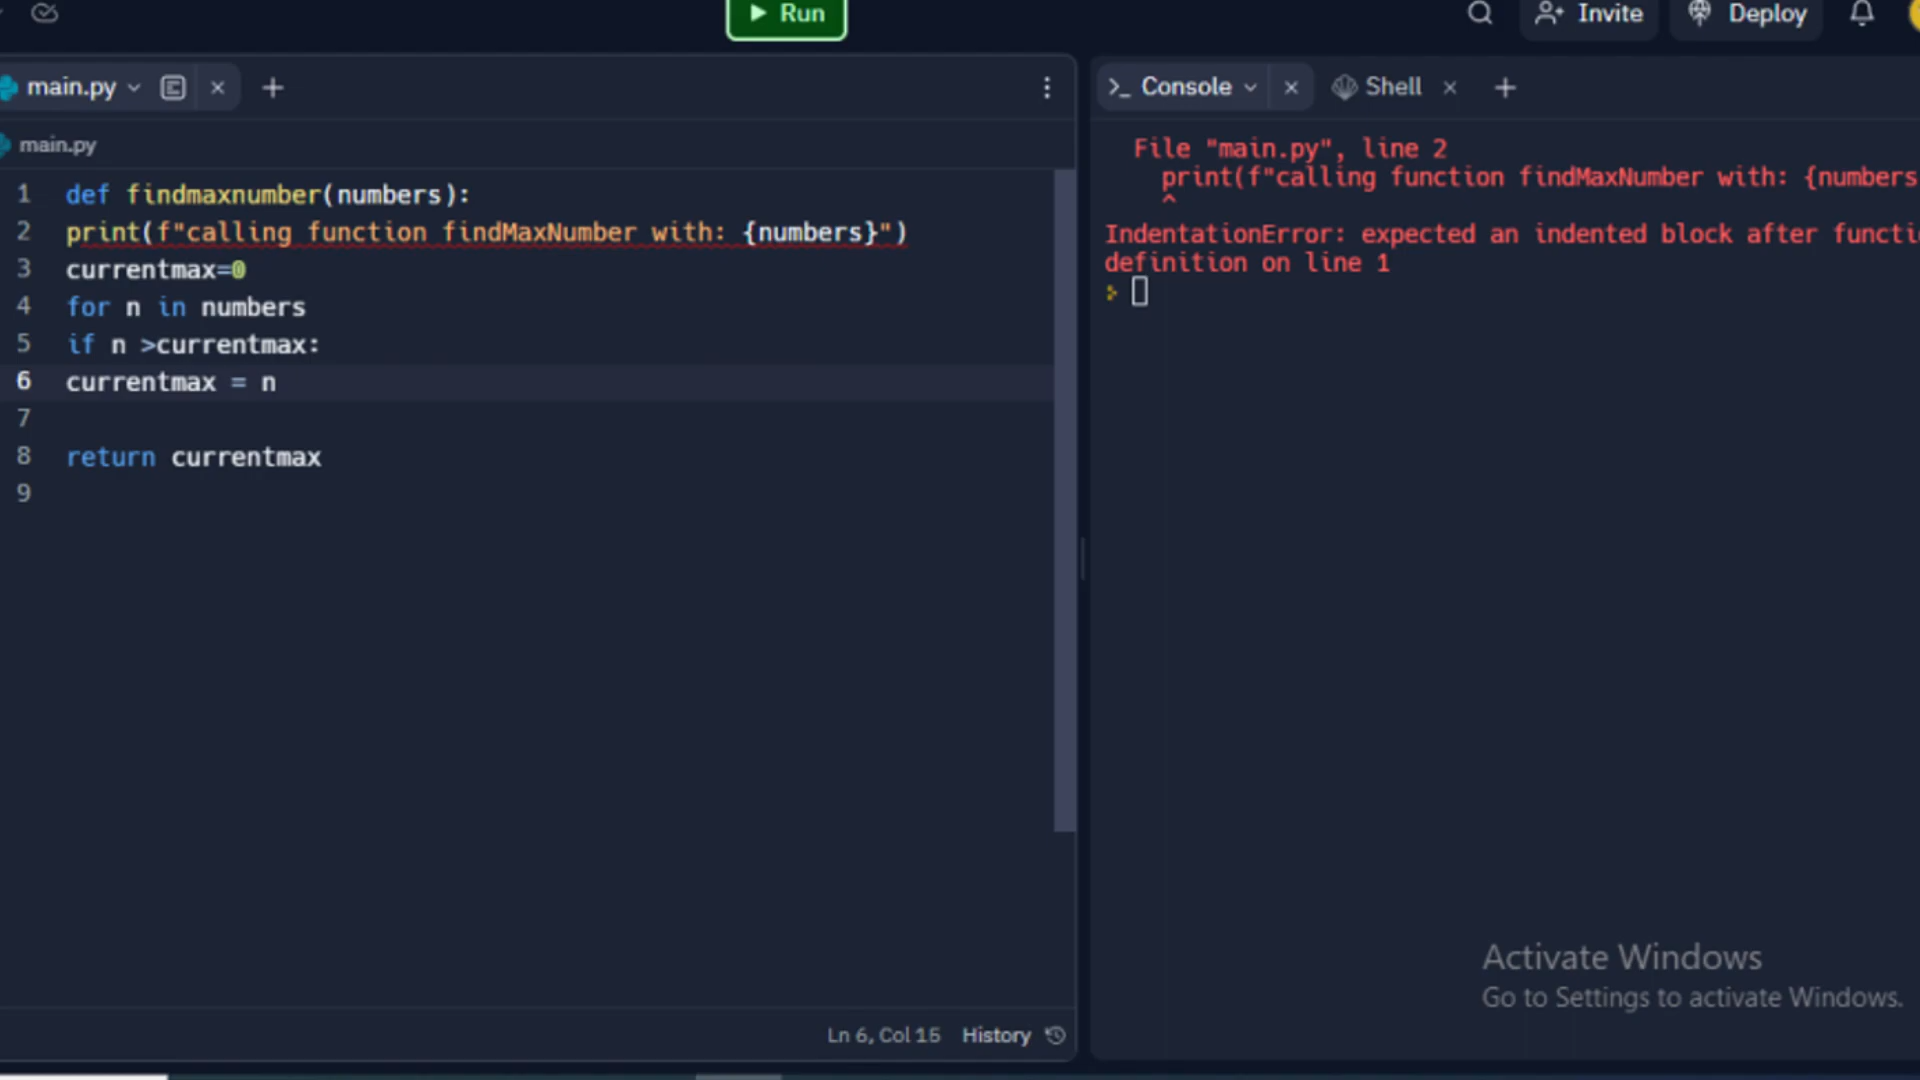 Run
Invite
Deploy
main.py
Console
Shell
main.py
1 def findmaxnumber(numbers):
2 print(f"calling function findMaxNumber with: {numbers}")
3 currentmax=0
4 for n in numbers
5 if n >currentmax:
6 currentmax = n
7
8 return currentmax
9
File "main.py", line 2
print(f"calling function findMaxNumber with: {numbers
^
IndentationError: expected an indented block after functi
definition on line 1
Activate Windows
Go to Settings to activate Windows.
Ln 6, Col 15 History